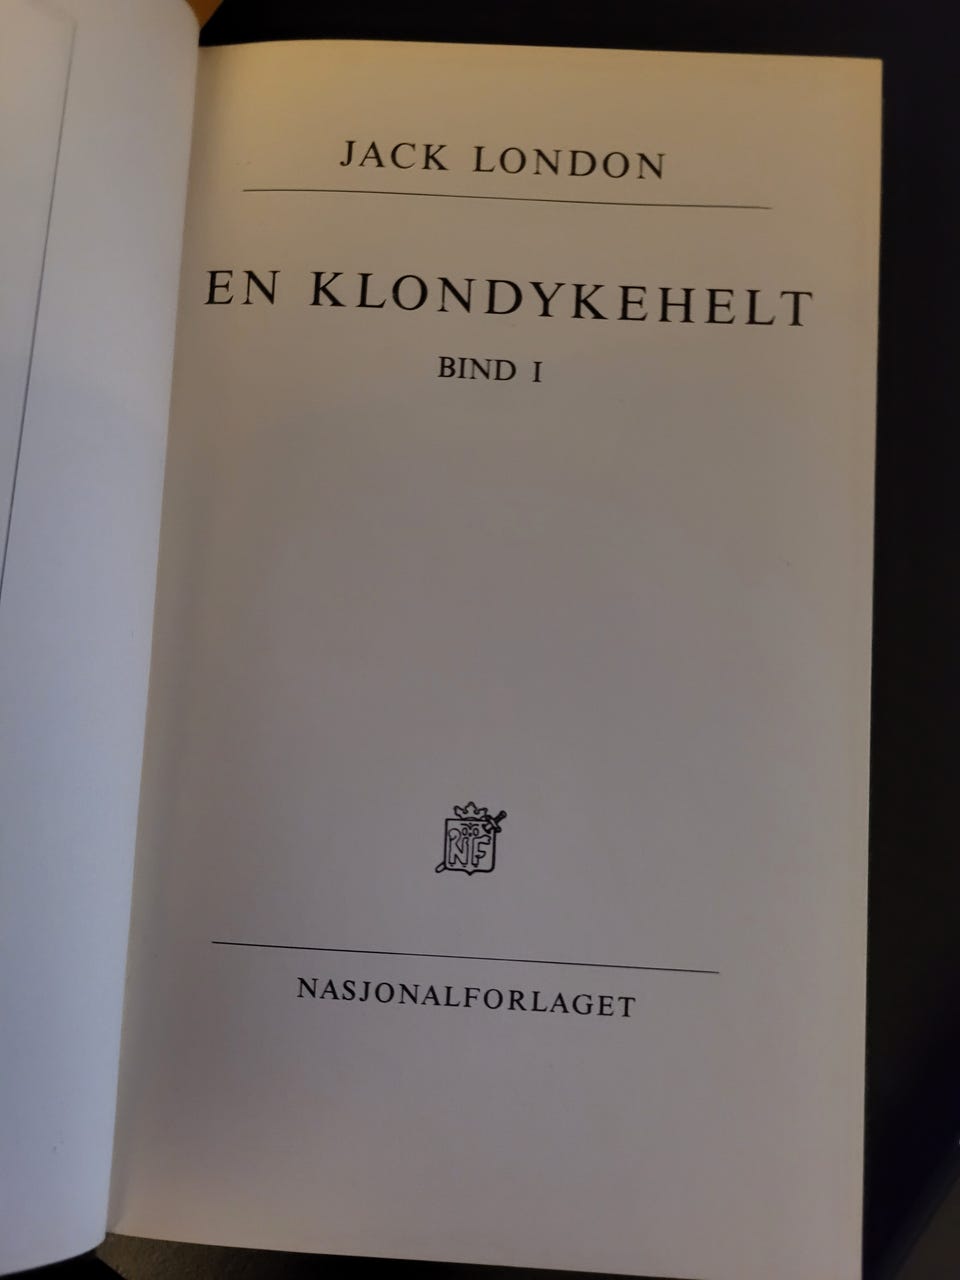 JACK LONDON
EN KLONDYKEHELT
BIND I
NF
NASJONALFORLAGET